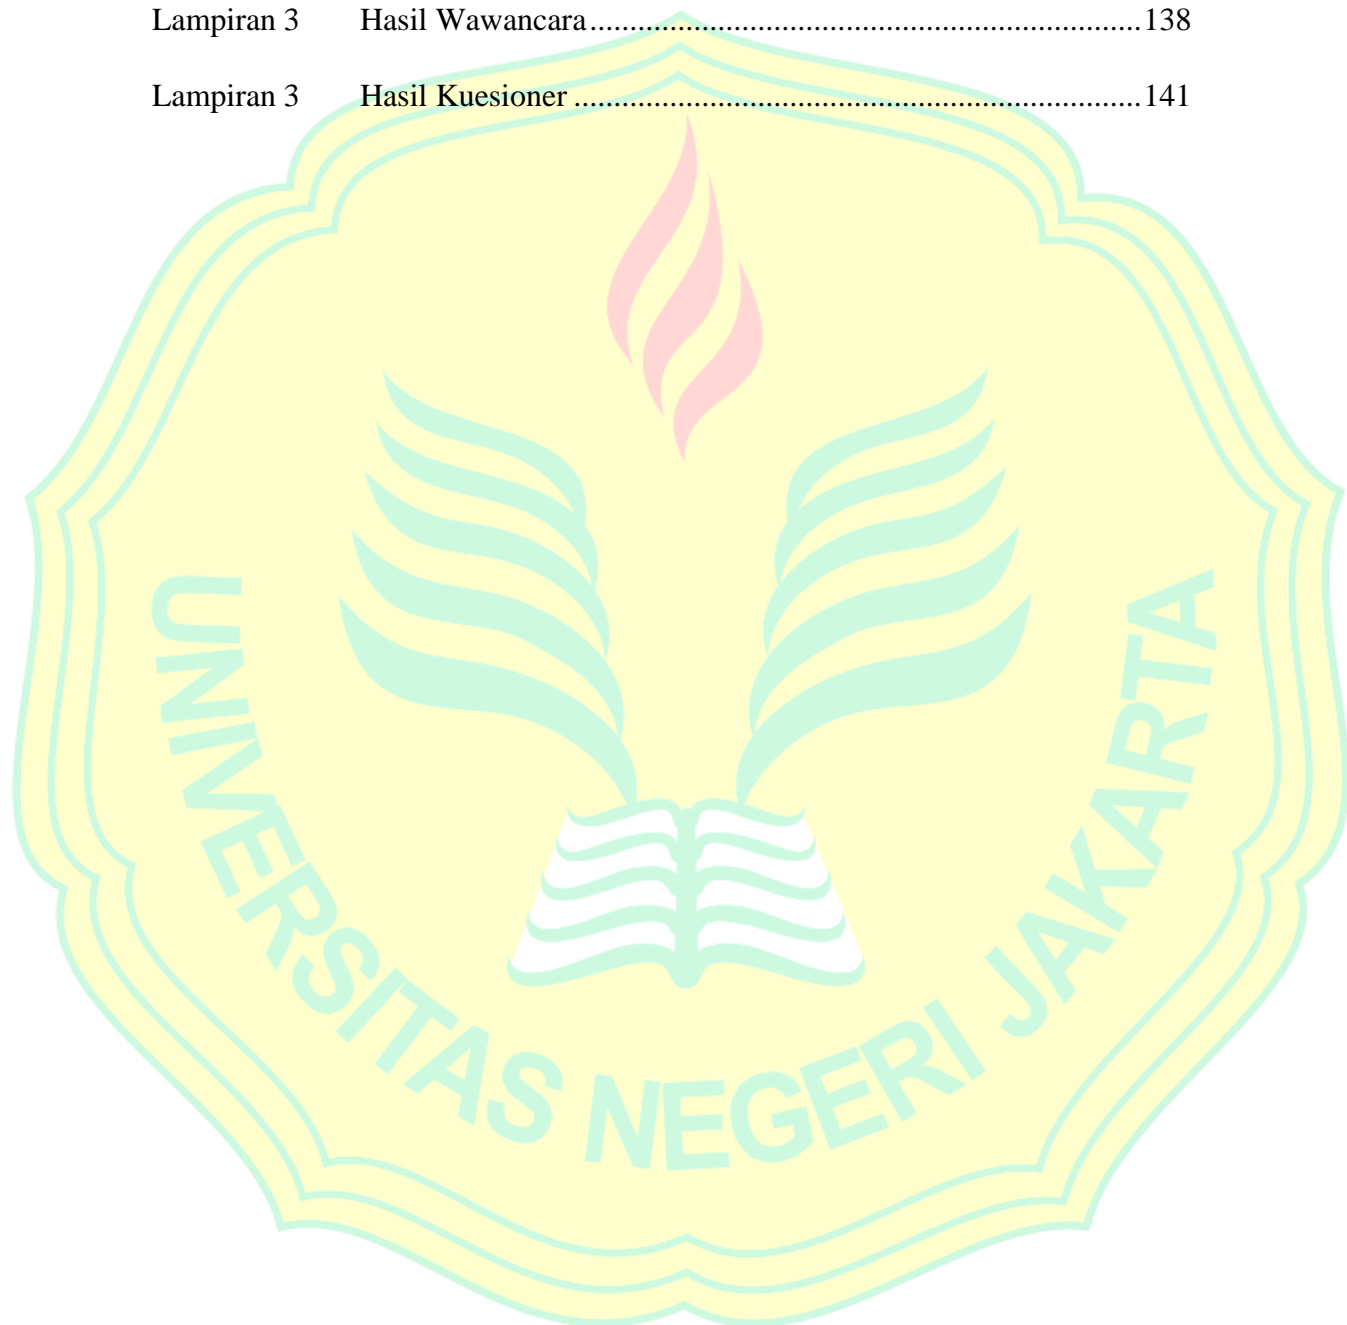 Lampiran 3 Hasil Wawancara.....................................................................138
Lampiran 3 Hasil Kuesioner.......................................................................141
UNIVERSITAS NEGERI JAKARTA